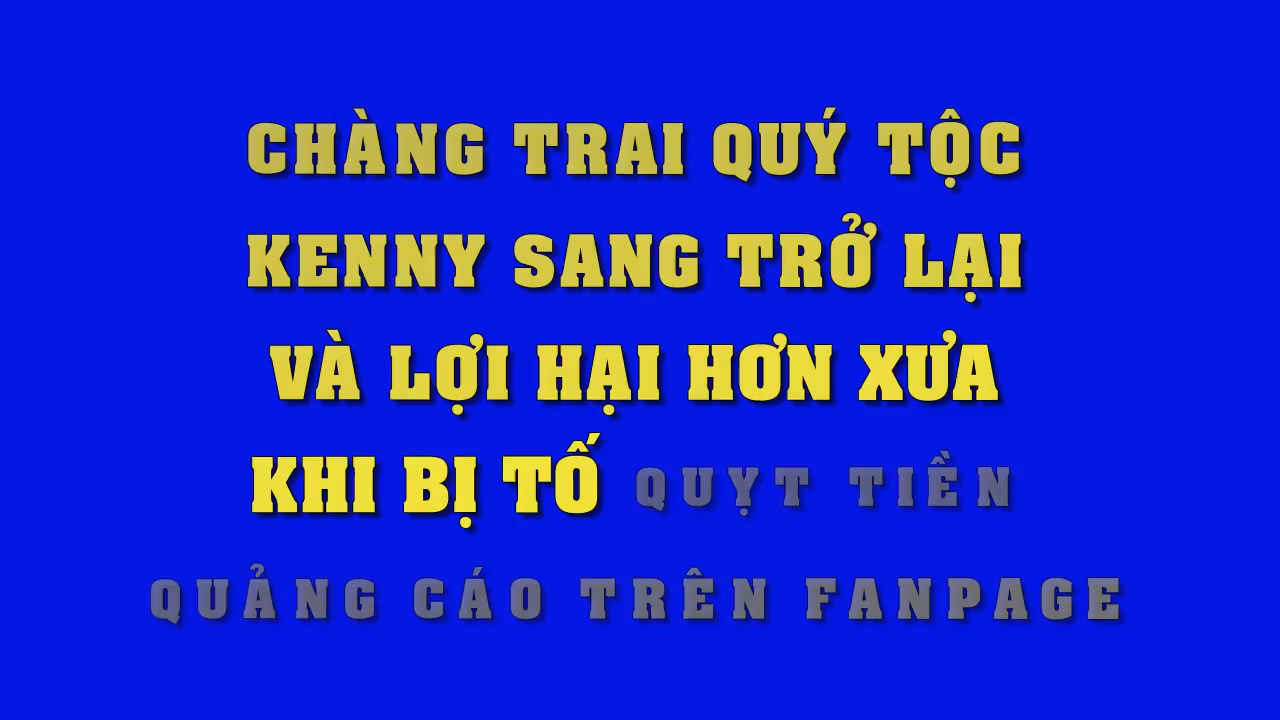 CHÀNG TRAI QUÝ TỘC
KENNY SANG TRỞ LẠI
VÀ LỢI HẠI HƠN XƯA
KHI BỊ TỐ QUỴT TIỀN
QUẢNG CÁO TRÊN FANPAGE